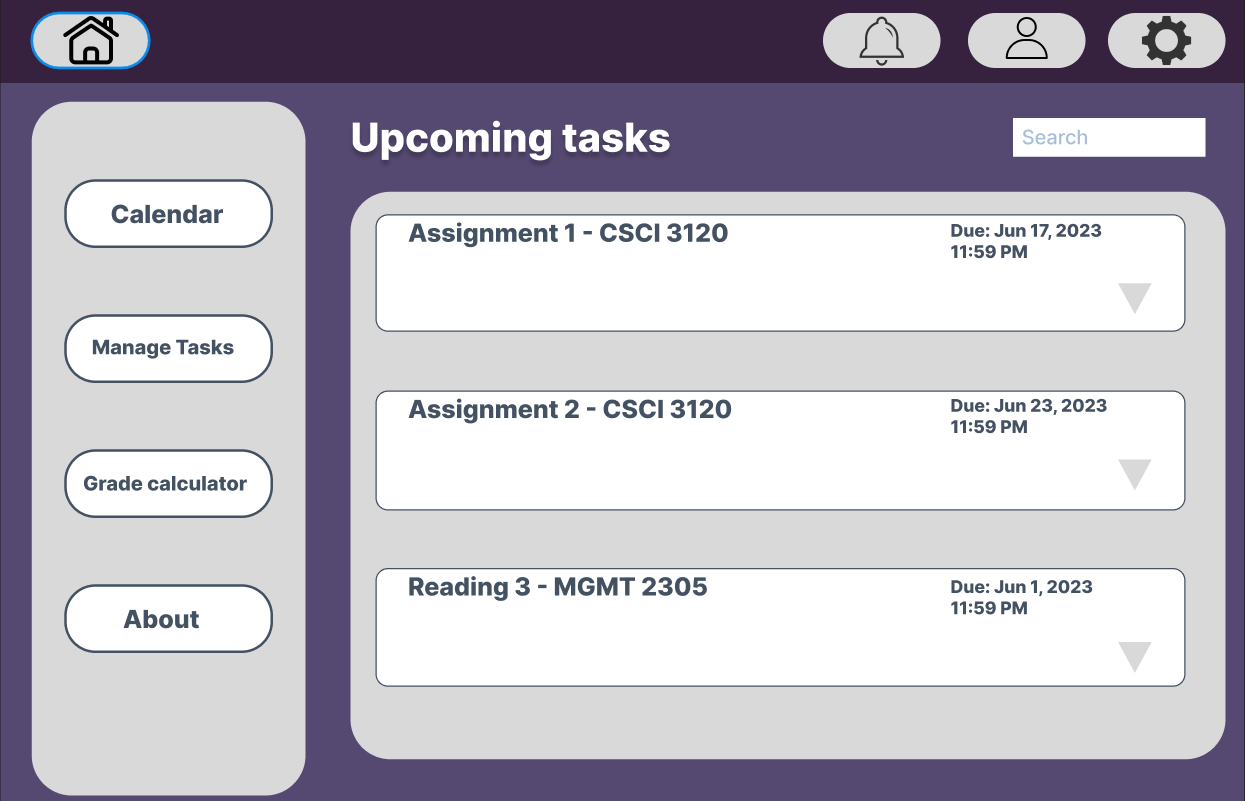 Upcoming tasks
Search
Calendar
Manage Tasks
Grade calculator
About
Assignment 1 - CSCI 3120
Due: Jun 17, 2023
11:59 PM
Assignment 2 - CSCI 3120
Due: Jun 23, 2023
11:59 PM
Reading 3 - MGMT 2305
Due: Jun 1, 2023
11:59 PM